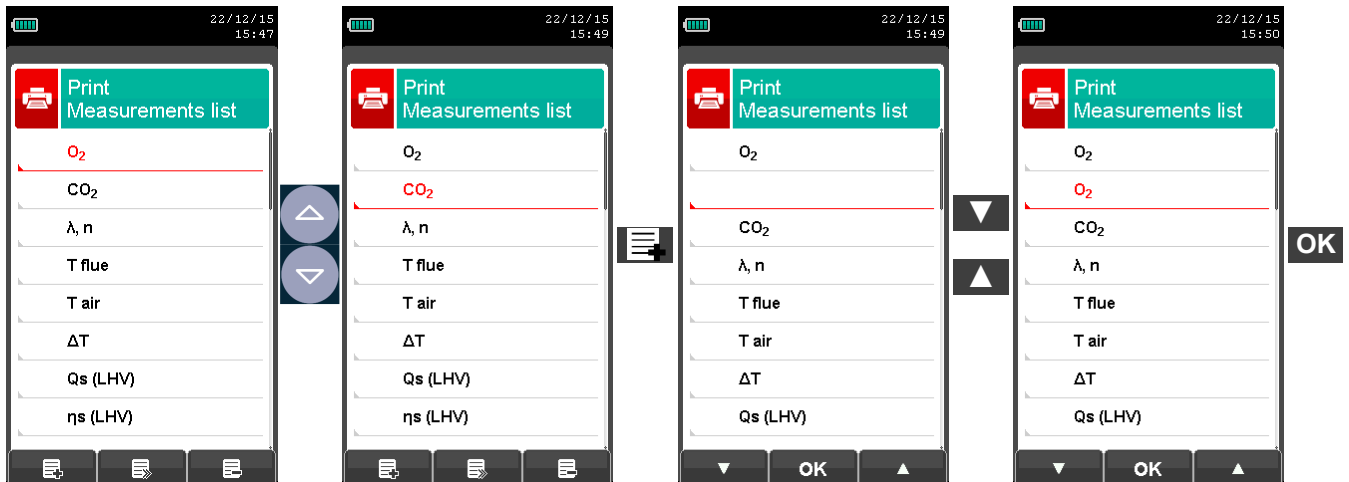 22/12/15
15:47
Print
Measurements list
O₂
CO₂
λ, n
T flue
T air
ΔT
Qs (LHV)
ηs (LHV)
22/12/15
15:49
Print
Measurements list
O₂
CO₂
λ, n
T flue
T air
ΔT
Qs (LHV)
ηs (LHV)
22/12/15
15:49
Print
Measurements list
O₂
CO₂
λ, n
T flue
T air
ΔT
Qs (LHV)
▼ OK ▲
▼
▲
22/12/15
15:50
Print
Measurements list
O₂
O₂
CO₂
λ, n
T flue
T air
ΔT
Qs (LHV)
▼ OK ▲
OK